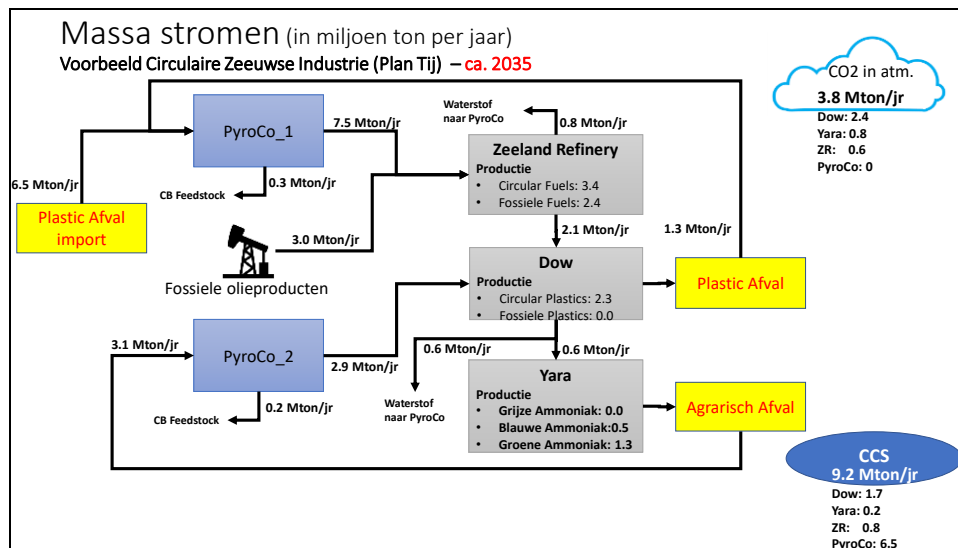 Massa stromen (in miljoen ton per jaar)
Voorbeeld Circulaire Zeeuwse Industrie (Plan Tij) – ca. 2035
CO2 in atm.
3.8 Mton/jr
Dow: 2.4
Yara: 0.8
ZR: 0.6
PyroCo: 0
PyroCo_1
7.5 Mton/jr
Waterstof
naar PyroCo
0.8 Mton/jr
6.5 Mton/jr
0.3 Mton/jr
CB Feedstock
Plastic Afval
import
Zeeland Refinery
Productie
• Circular Fuels: 3.4
• Fossiele Fuels: 2.4
3.0 Mton/jr
Fossiele olieproducten
2.1 Mton/jr
1.3 Mton/jr
Dow
Productie
• Circular Plastics: 2.3
• Fossiele Plastics: 0.0
Plastic Afval
3.1 Mton/jr
PyroCo_2
2.9 Mton/jr
0.2 Mton/jr
CB Feedstock
0.6 Mton/jr
Waterstof
naar PyroCo
0.6 Mton/jr
Yara
Productie
• Grijze Ammoniak: 0.0
• Blauwe Ammoniak:0.5
• Groene Ammoniak: 1.3
Agrarisch Afval
CCS
9.2 Mton/jr
Dow: 1.7
Yara: 0.2
ZR: 0.8
PyroCo: 6.5